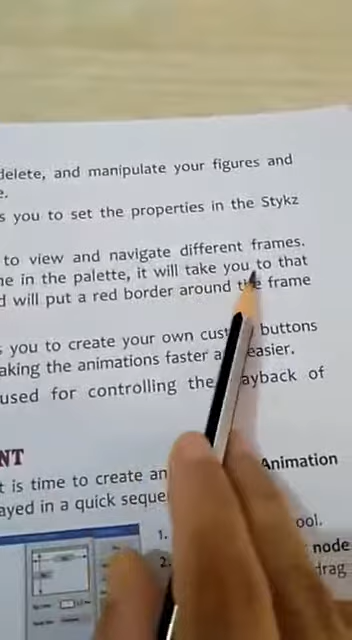 delete, and manipulate your figures and
e.
s you to set the properties in the Stykz
to view and navigate different frames.
e in the palette, it will take you to that
d will put a red border around the frame
s you to create your own cust buttons
aking the animations faster a easier.
used for controlling the ayback of
NT
t is time to create an Animation
ayed in a quick seque
1. ool.
node
2. drag